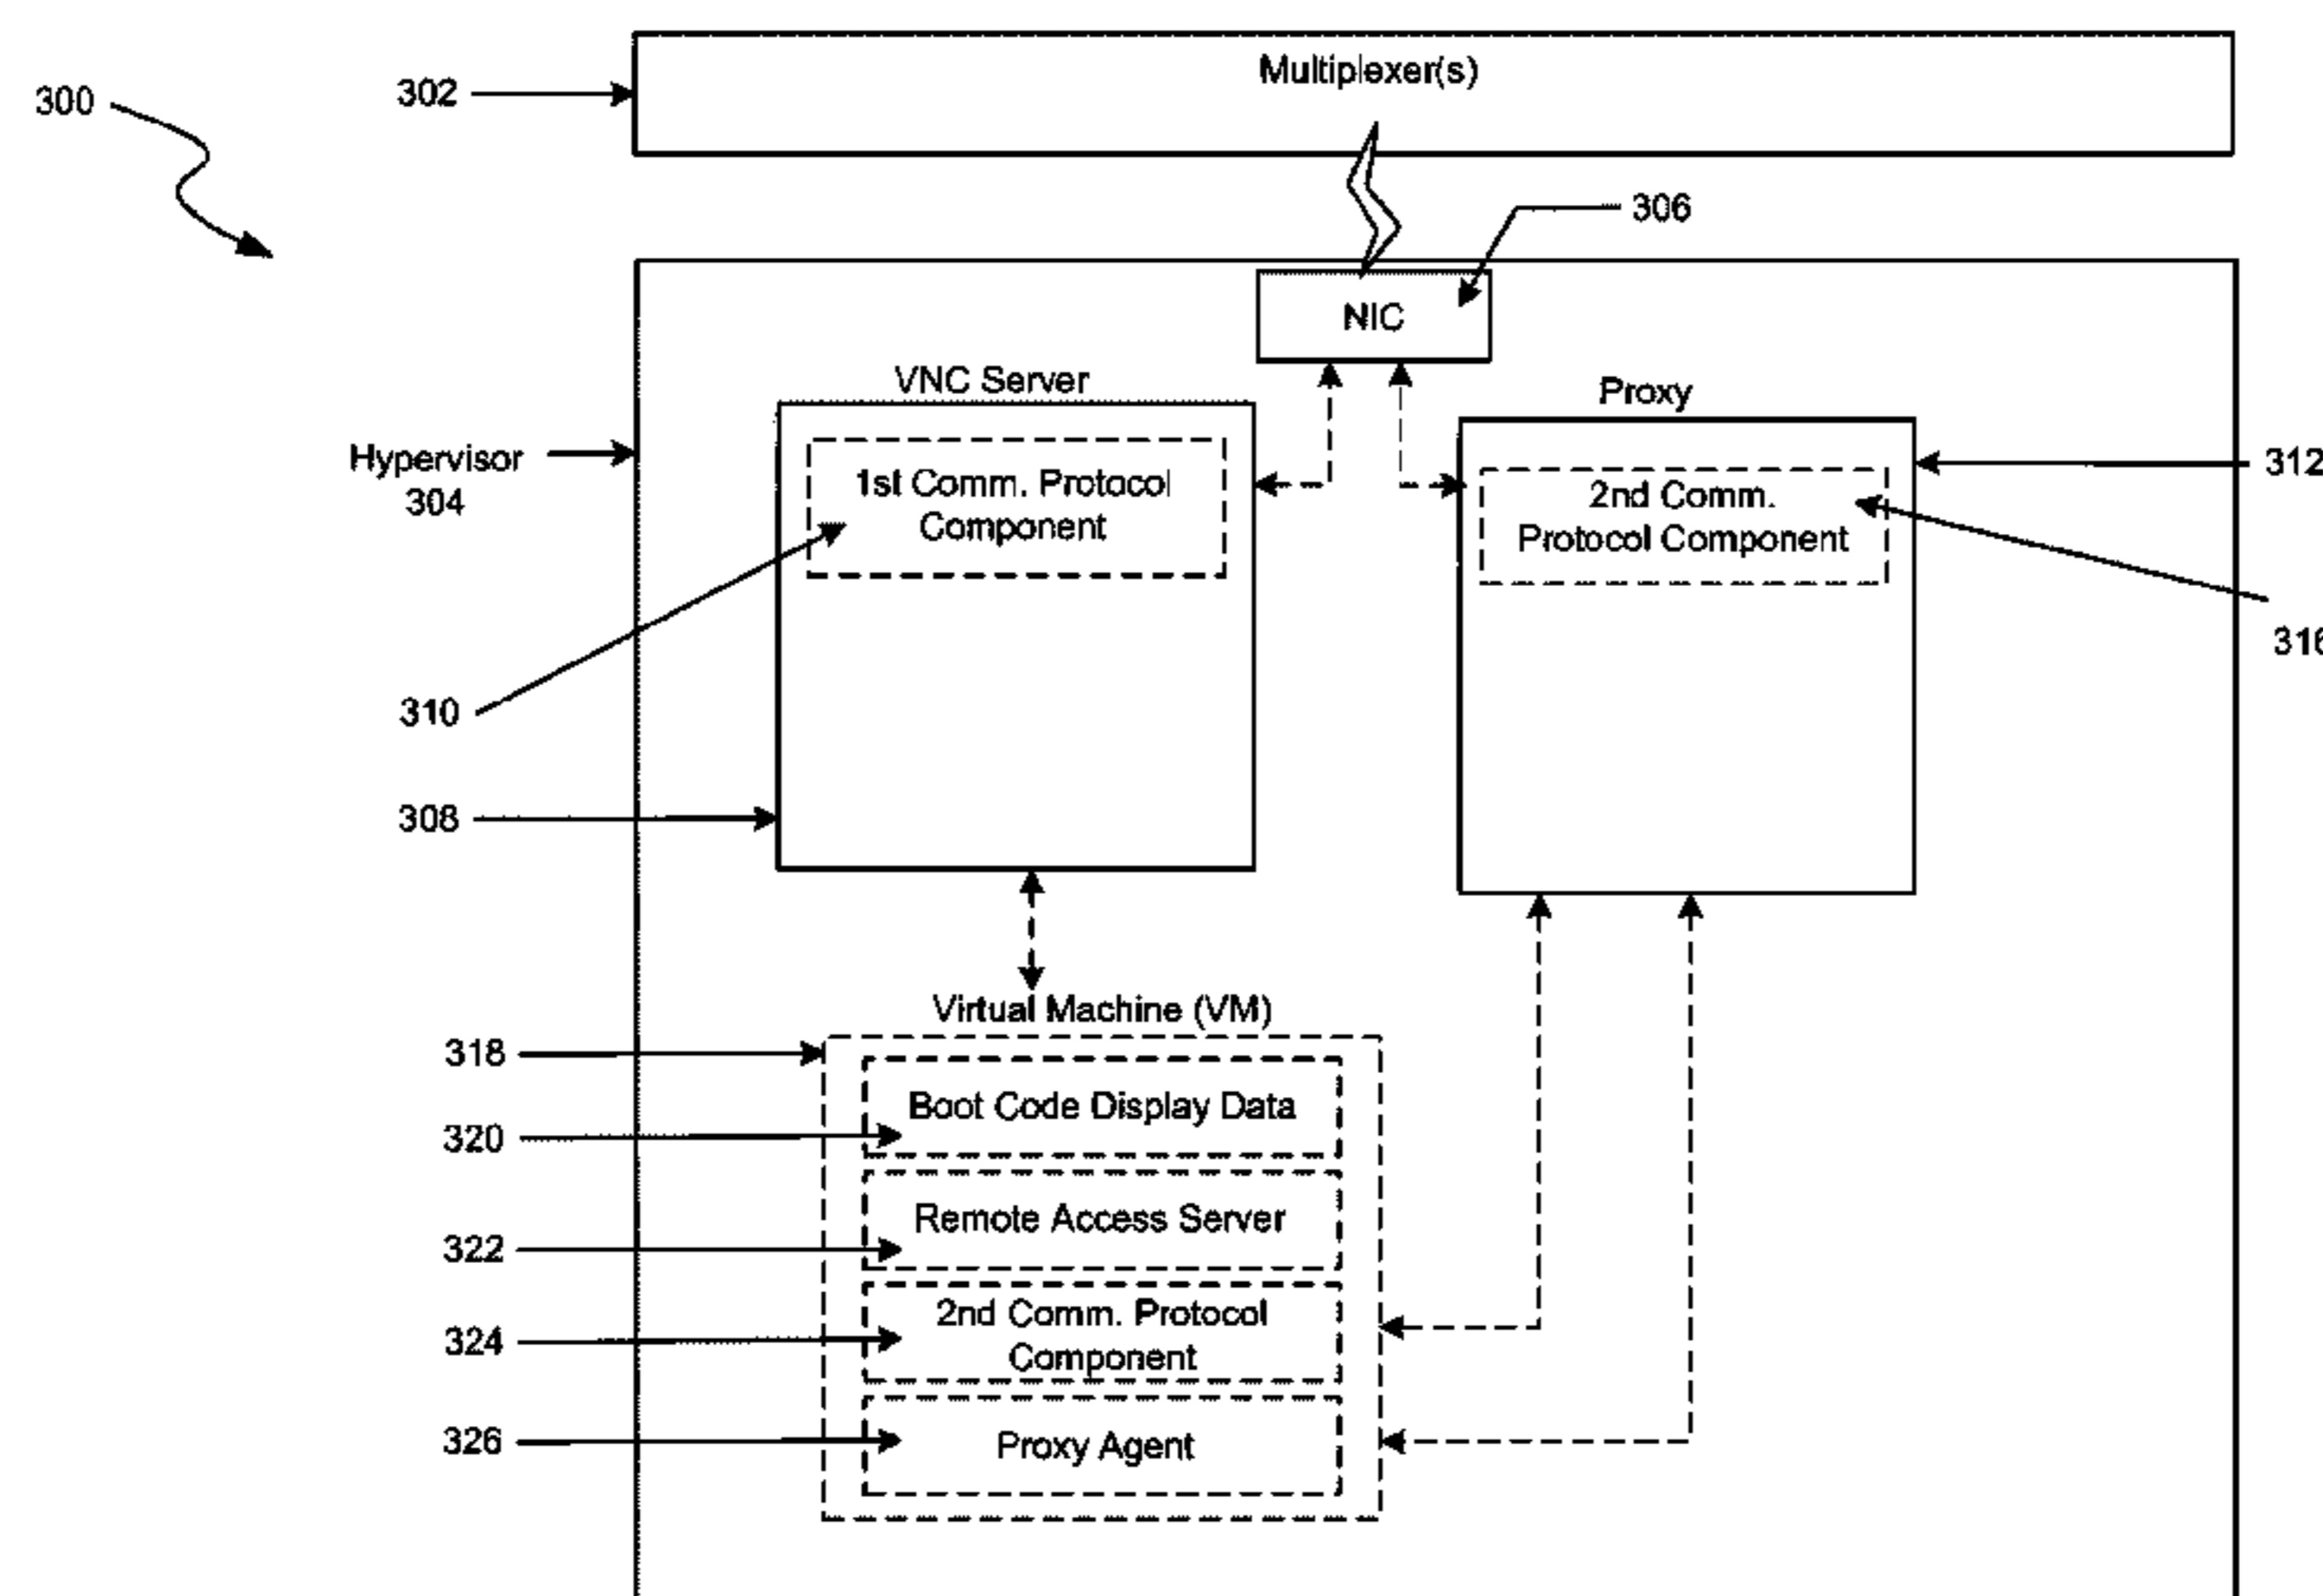 Multiplexer(s)
300
302
306
NIC
VNC Server
Proxy
Hypervisor
304
1st Comm. Protocol
Component
2nd Comm.
Protocol Component
312
316
310
308
Virtual Machine (VM)
318
Boot Code Display Data
320
Remote Access Server
322
2nd Comm. Protocol
Component
324
Proxy Agent
326